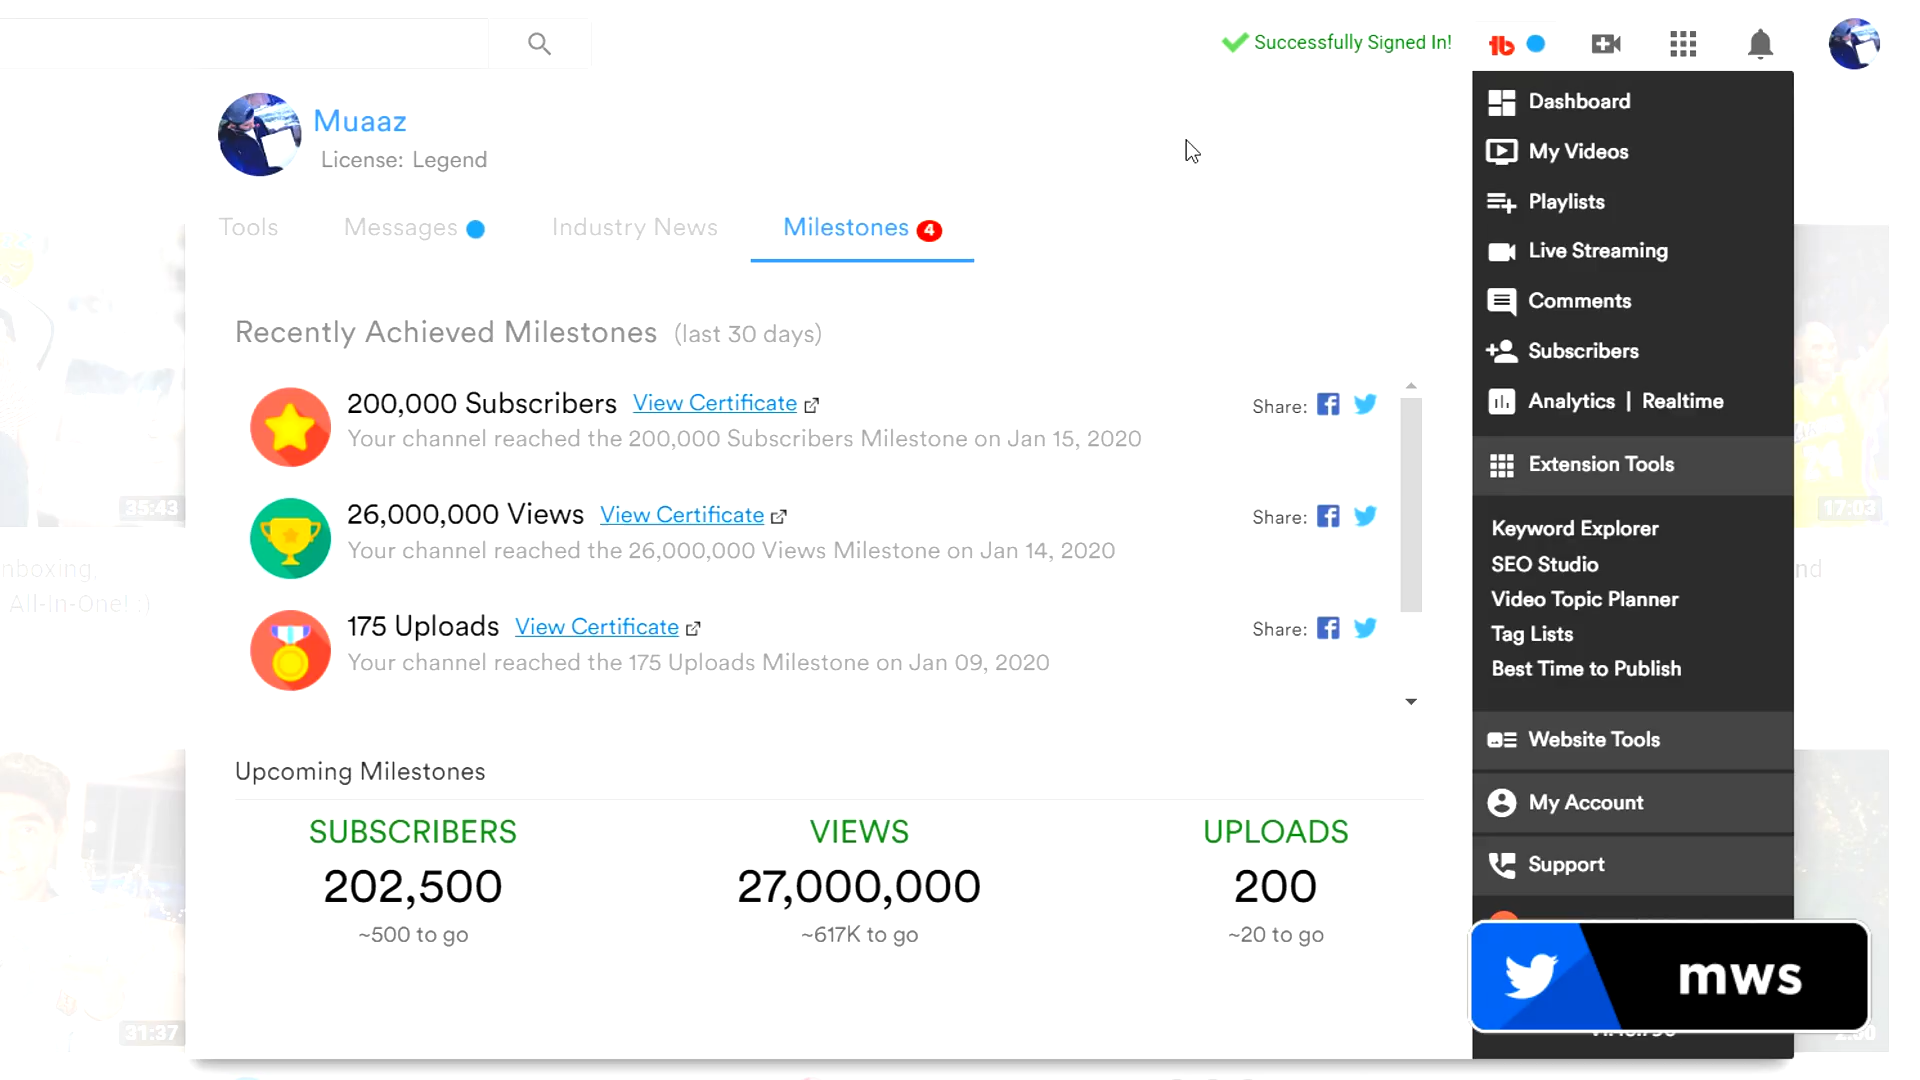 Successfully Signed In!
Muaaz
License: Legend
Tools
Messages
Industry News
Milestones 4
Recently Achieved Milestones (last 30 days)
200,000 Subscribers View Certificate
Share:
Your channel reached the 200,000 Subscribers Milestone on Jan 15, 2020
26,000,000 Views View Certificate
Share:
Your channel reached the 26,000,000 Views Milestone on Jan 14, 2020
175 Uploads View Certificate
Share:
Your channel reached the 175 Uploads Milestone on Jan 09, 2020
Upcoming Milestones
SUBSCRIBERS
202,500
~500 to go
VIEWS
27,000,000
~617K to go
UPLOADS
200
~20 to go
tb
Dashboard
My Videos
Playlists
Live Streaming
Comments
Subscribers
Analytics | Realtime
Extension Tools
Keyword Explorer
SEO Studio
Video Topic Planner
Tag Lists
Best Time to Publish
Website Tools
My Account
Support
mws
35:43
All-In-One! :)
31:37
17:03